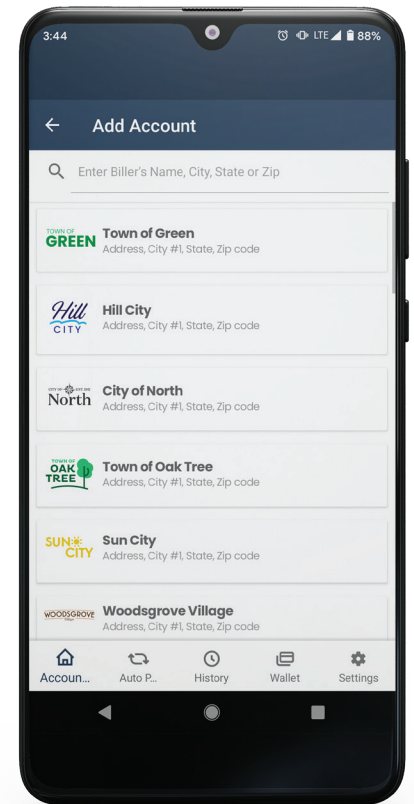 3:44
LTE 88%
Add Account
Enter Biller's Name, City, State or Zip
TOWN OF
GREEN
Town of Green
Address, City #1, State, Zip code
Hill
CITY
Hill City
Address, City #1, State, Zip code
North
City of North
Address, City #1, State, Zip code
TOWN OF
OAK
TREE
Town of Oak Tree
Address, City #1, State, Zip code
SUN
CITY
Sun City
Address, City #1, State, Zip code
WOODSGROVE
Village
Woodsgrove Village
Address, City #1, State, Zip code
Accoun...
Auto P...
History
Wallet
Settings